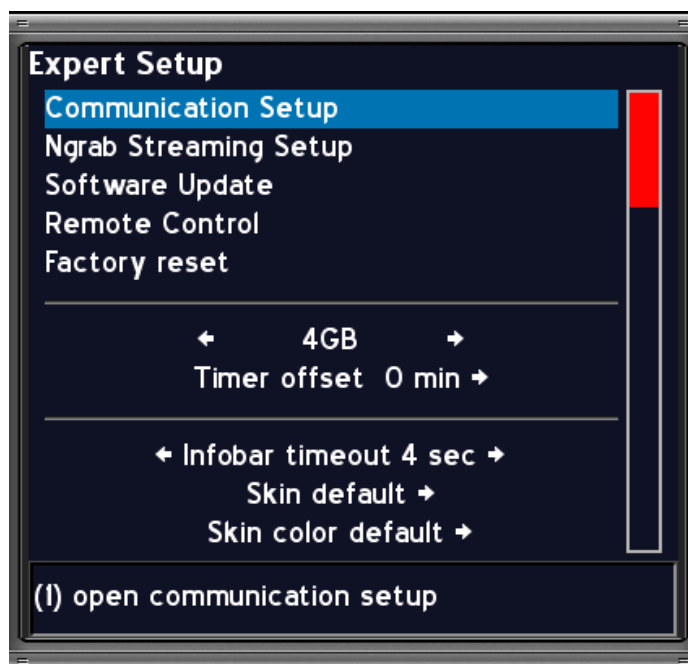 Expert Setup
Communication Setup
Ngrab Streaming Setup
Software Update
Remote Control
Factory reset
← 4GB →
Timer offset 0 min →
← Infobar timeout 4 sec →
Skin default →
Skin color default →
(1) open communication setup